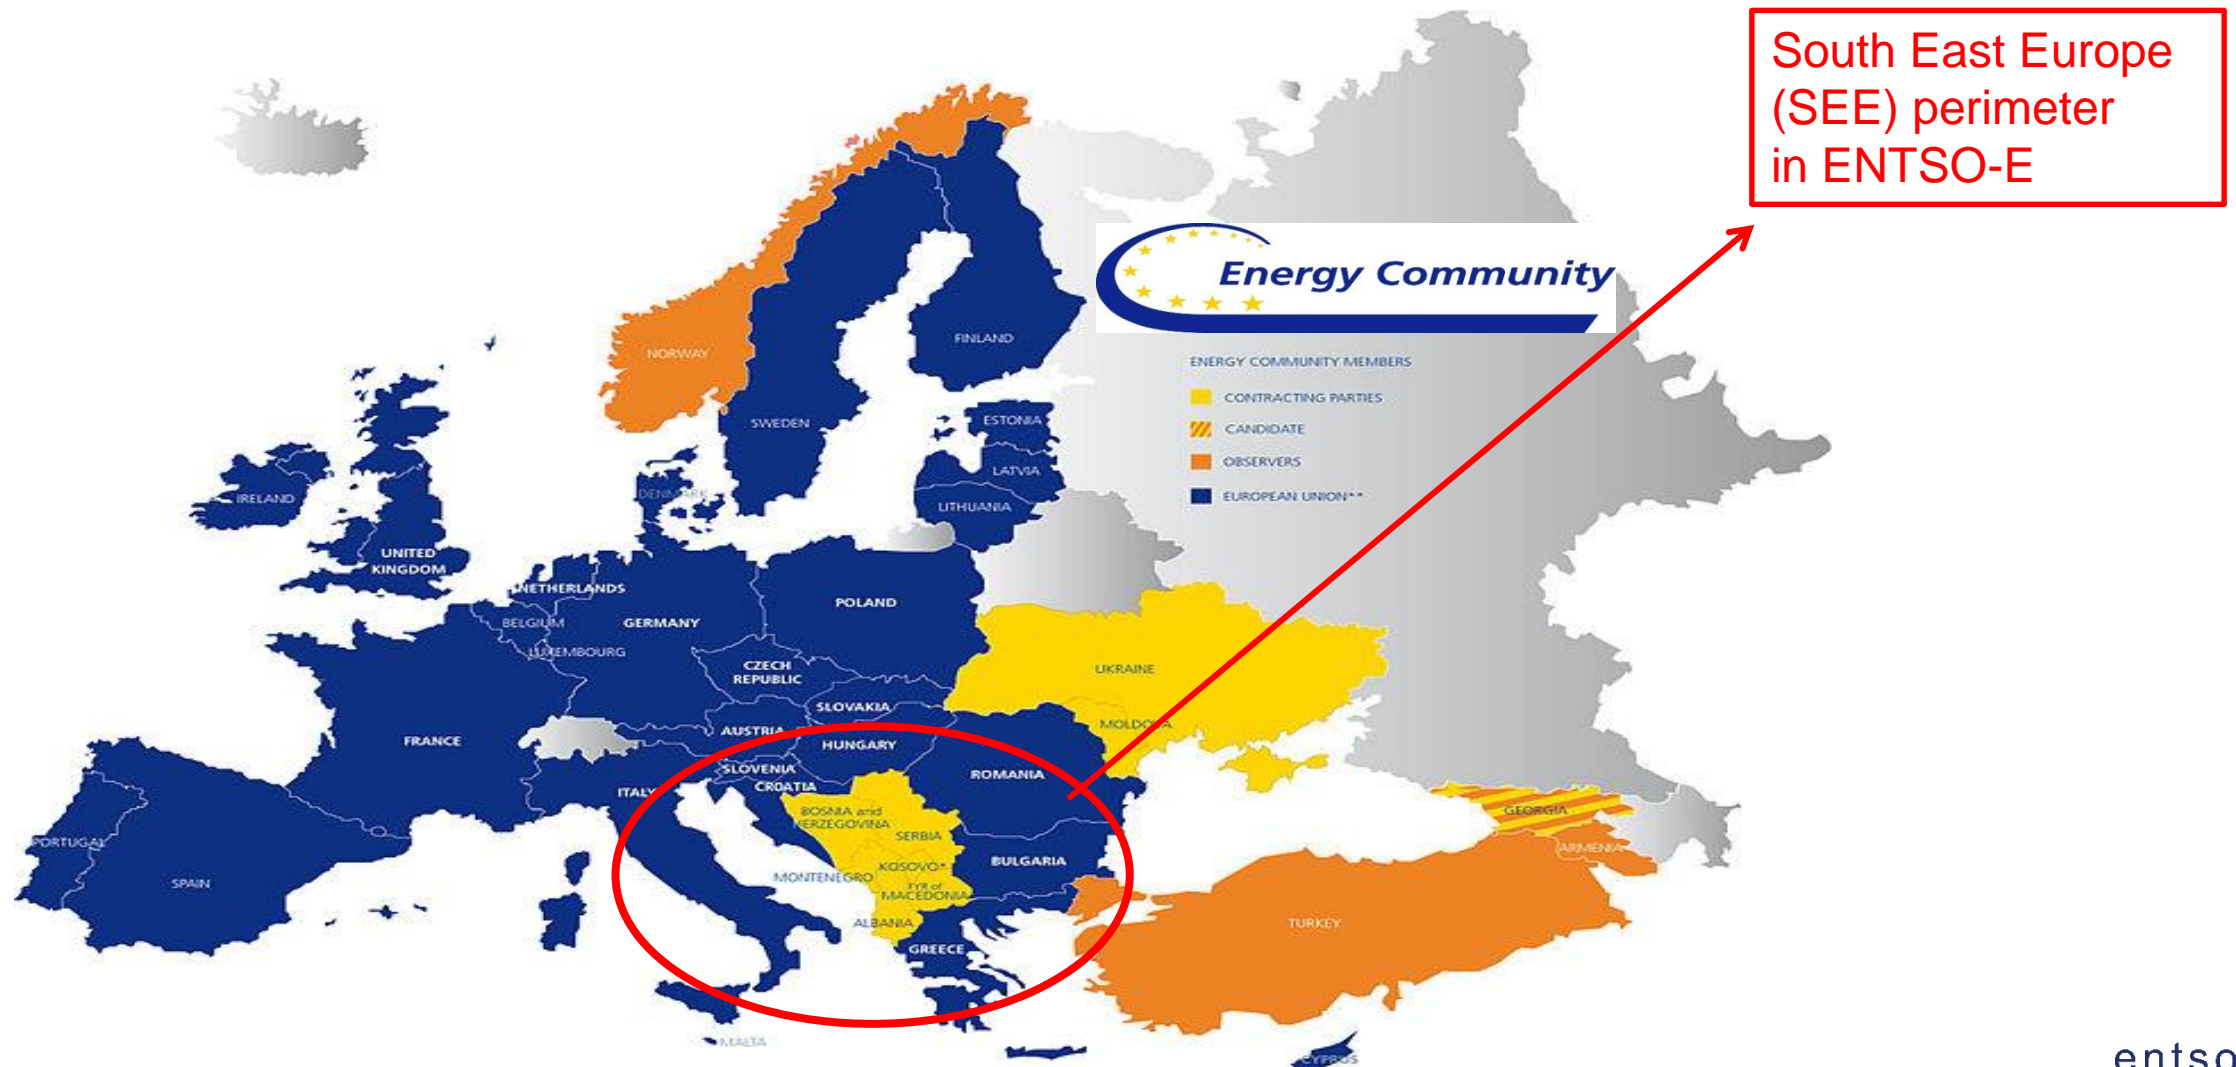 South East Europe
(SEE) perimeter
in ENTSO-E
Energy Community
ENERGY COMMUNITY MEMBERS
CONTRACTING PARTIES
CANDIDATE
OBSERVERS
EUROPEAN UNION**
NORWAY
FINLAND
SWEDEN
ESTONIA
LATVIA
LITHUANIA
DENMARK
IRELAND
UNITED
KINGDOM
NETHERLANDS
BELGIUM
LUXEMBOURG
GERMANY
POLAND
CZECH
REPUBLIC
SLOVAKIA
UKRAINE
MOLDOVA
FRANCE
AUSTRIA
HUNGARY
SLOVENIA
CROATIA
ITALY
ROMANIA
BOSNIA and
HERZEGOVINA
SERBIA
KOSOVO*
MONTENEGRO
FYR of
MACEDONIA
ALBANIA
BULGARIA
GREECE
PORTUGAL
SPAIN
GEORGIA
ARMENIA
TURKEY
MALTA
CYPRUS
entso